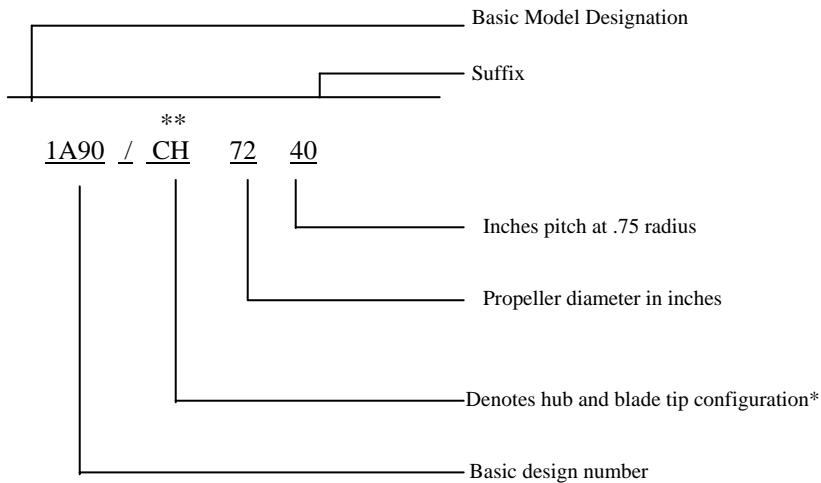 Basic Model Designation
Suffix
**
1A90 / CH 72 40
Inches pitch at .75 radius
Propeller diameter in inches
Denotes hub and blade tip configuration*
Basic design number